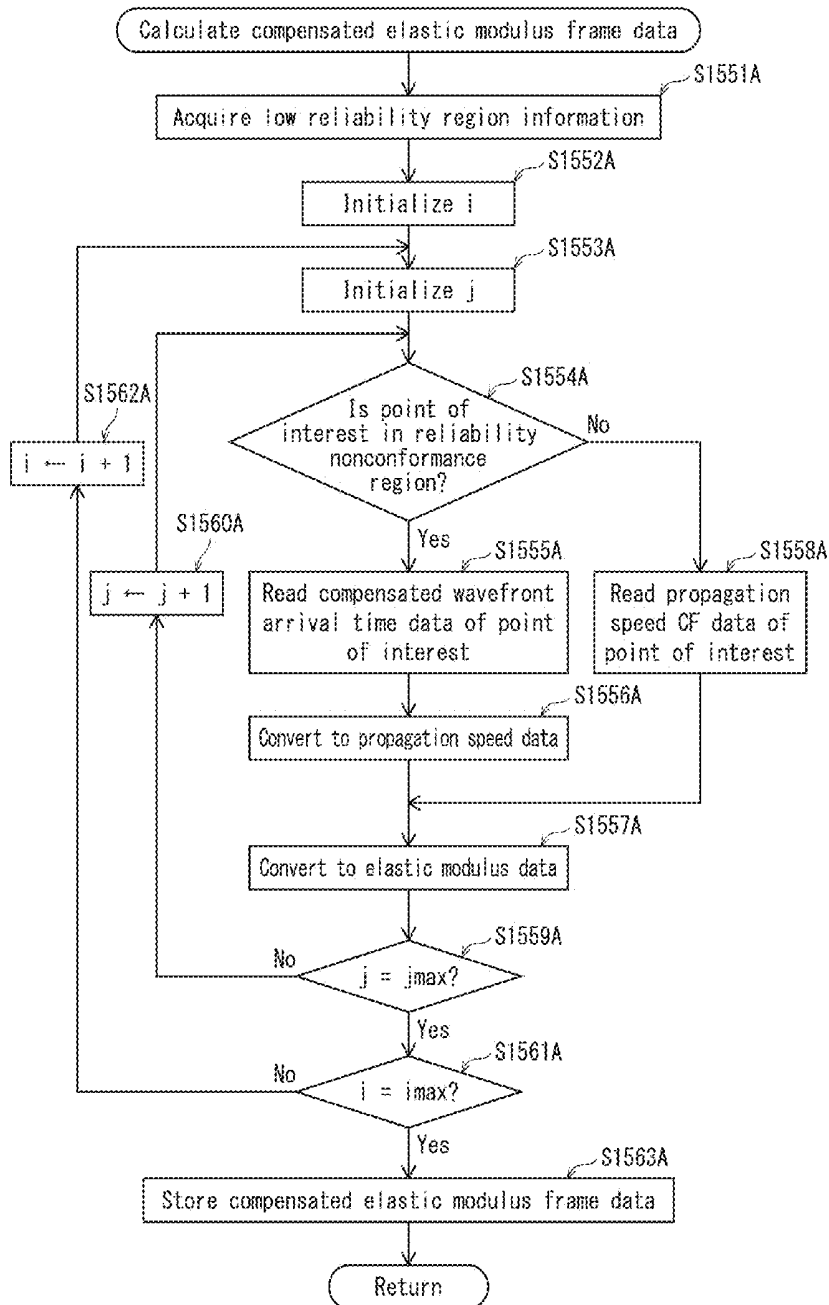 Calculate compensated elastic modulus frame data
S1551A
Acquire low reliability region information
S1552A
Initialize i
S1553A
Initialize j
S1554A
Is point of
interest in reliability
nonconformance
region?
No
Yes
S1562A
i ← i + 1
S1560A
j ← j + 1
S1555A
Read compensated wavefront
arrival time data of point
of interest
S1558A
Read propagation
speed CF data of
point of interest
S1556A
Convert to propagation speed data
S1557A
Convert to elastic modulus data
S1559A
No
j = jmax?
Yes
S1561A
No
i = imax?
Yes
S1563A
Store compensated elastic modulus frame data
Return